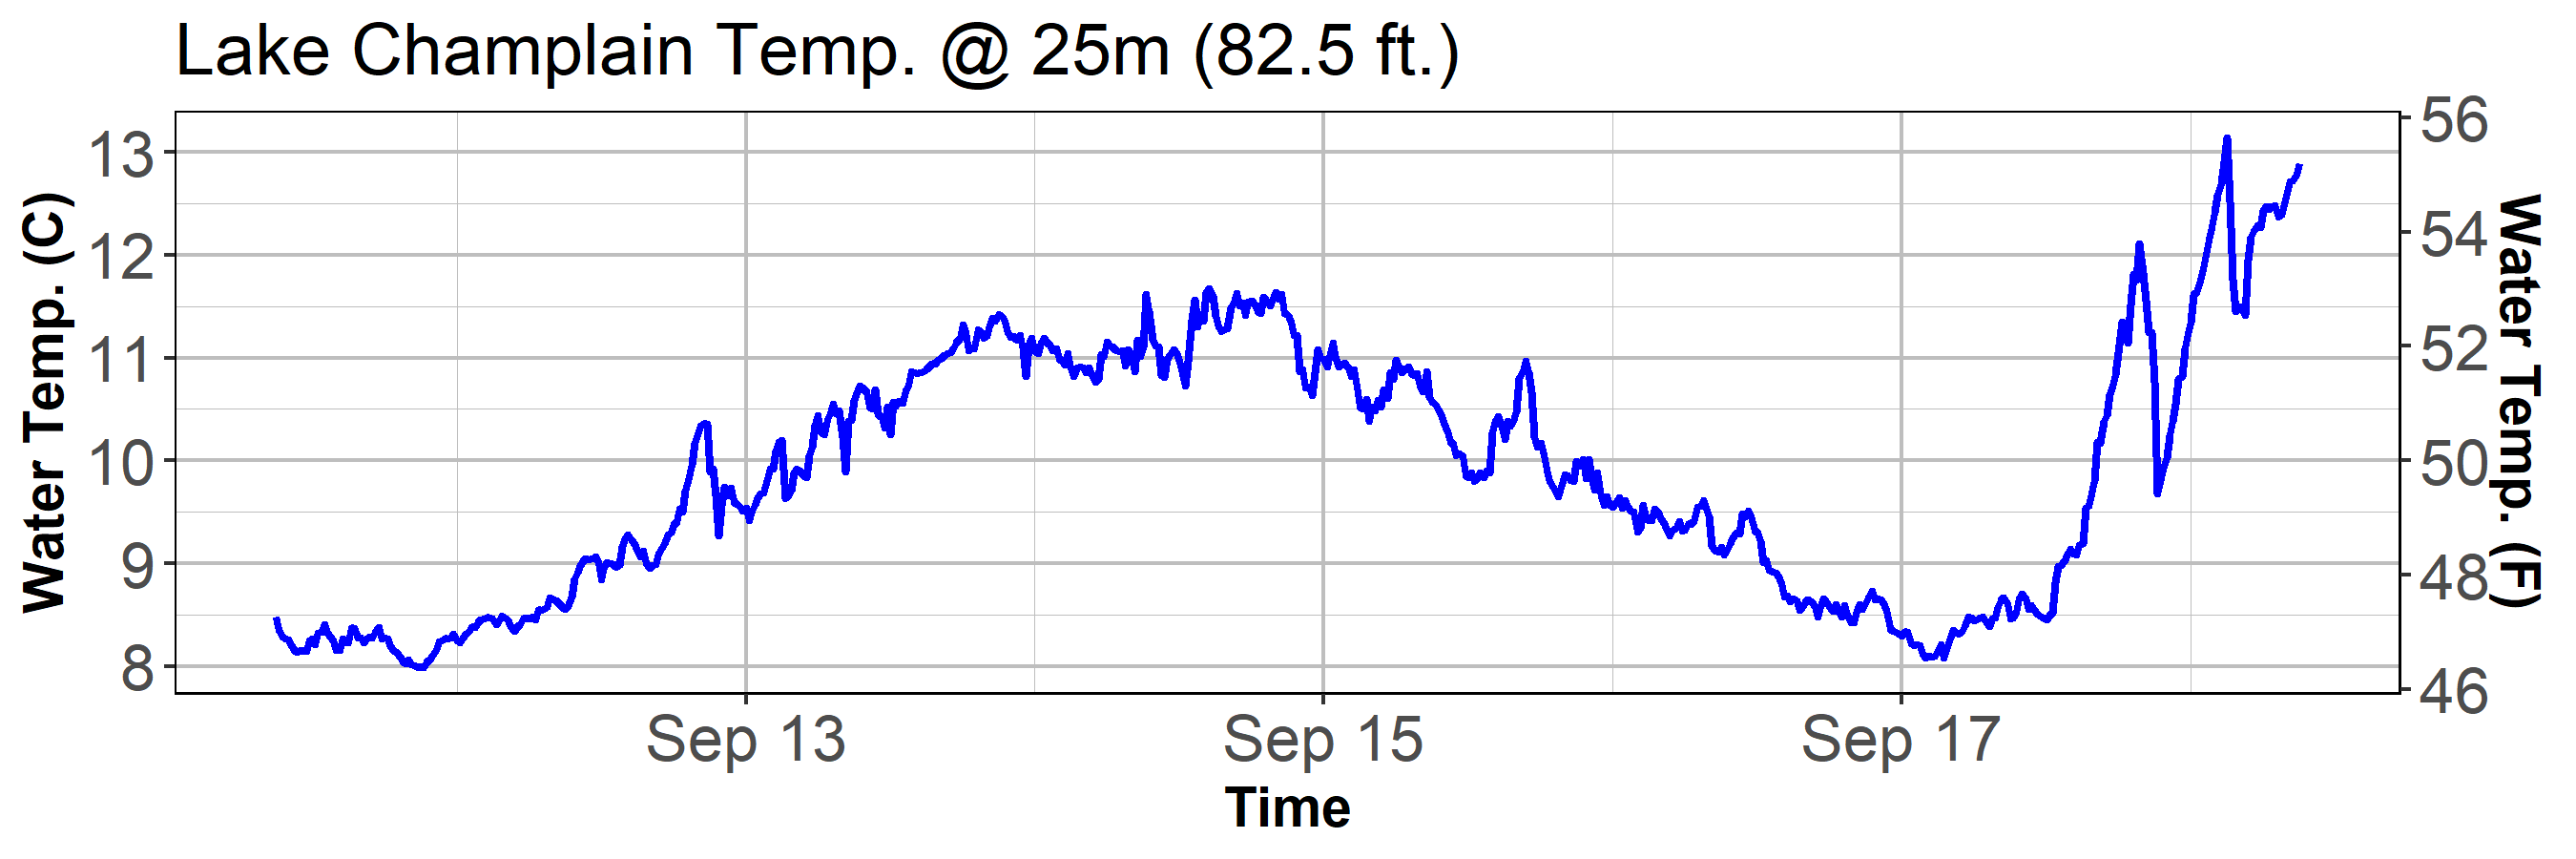 Lake Champlain Temp. @ 25m (82.5 ft.)
Water Temp. (C)
13
12
11
10
9
8
56
54
52
50
48
46
Water Temp. (F)
Sep 13
Sep 15
Sep 17
Time